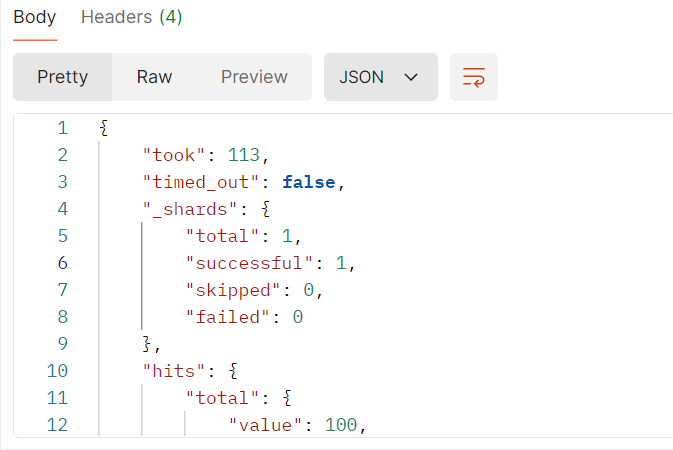 Body Headers (4)
Pretty Raw Preview JSON
1 {
2 "took": 113,
3 "timed_out": false,
4 "_shards": {
5 "total": 1,
6 "successful": 1,
7 "skipped": 0,
8 "failed": 0
9 },
10 "hits": {
11 "total": {
12 "value": 100,